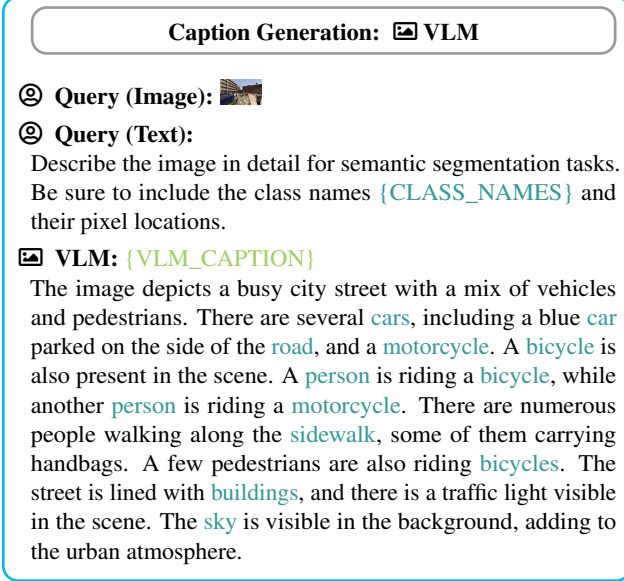 Caption Generation: VLM
Query (Image):
Query (Text):
Describe the image in detail for semantic segmentation tasks.
Be sure to include the class names {CLASS_NAMES} and
their pixel locations.
VLM: {VLM_CAPTION}
The image depicts a busy city street with a mix of vehicles
and pedestrians. There are several cars, including a blue car
parked on the side of the road, and a motorcycle. A bicycle is
also present in the scene. A person is riding a bicycle, while
another person is riding a motorcycle. There are numerous
people walking along the sidewalk, some of them carrying
handbags. A few pedestrians are also riding bicycles. The
street is lined with buildings, and there is a traffic light visible
in the scene. The sky is visible in the background, adding to
the urban atmosphere.